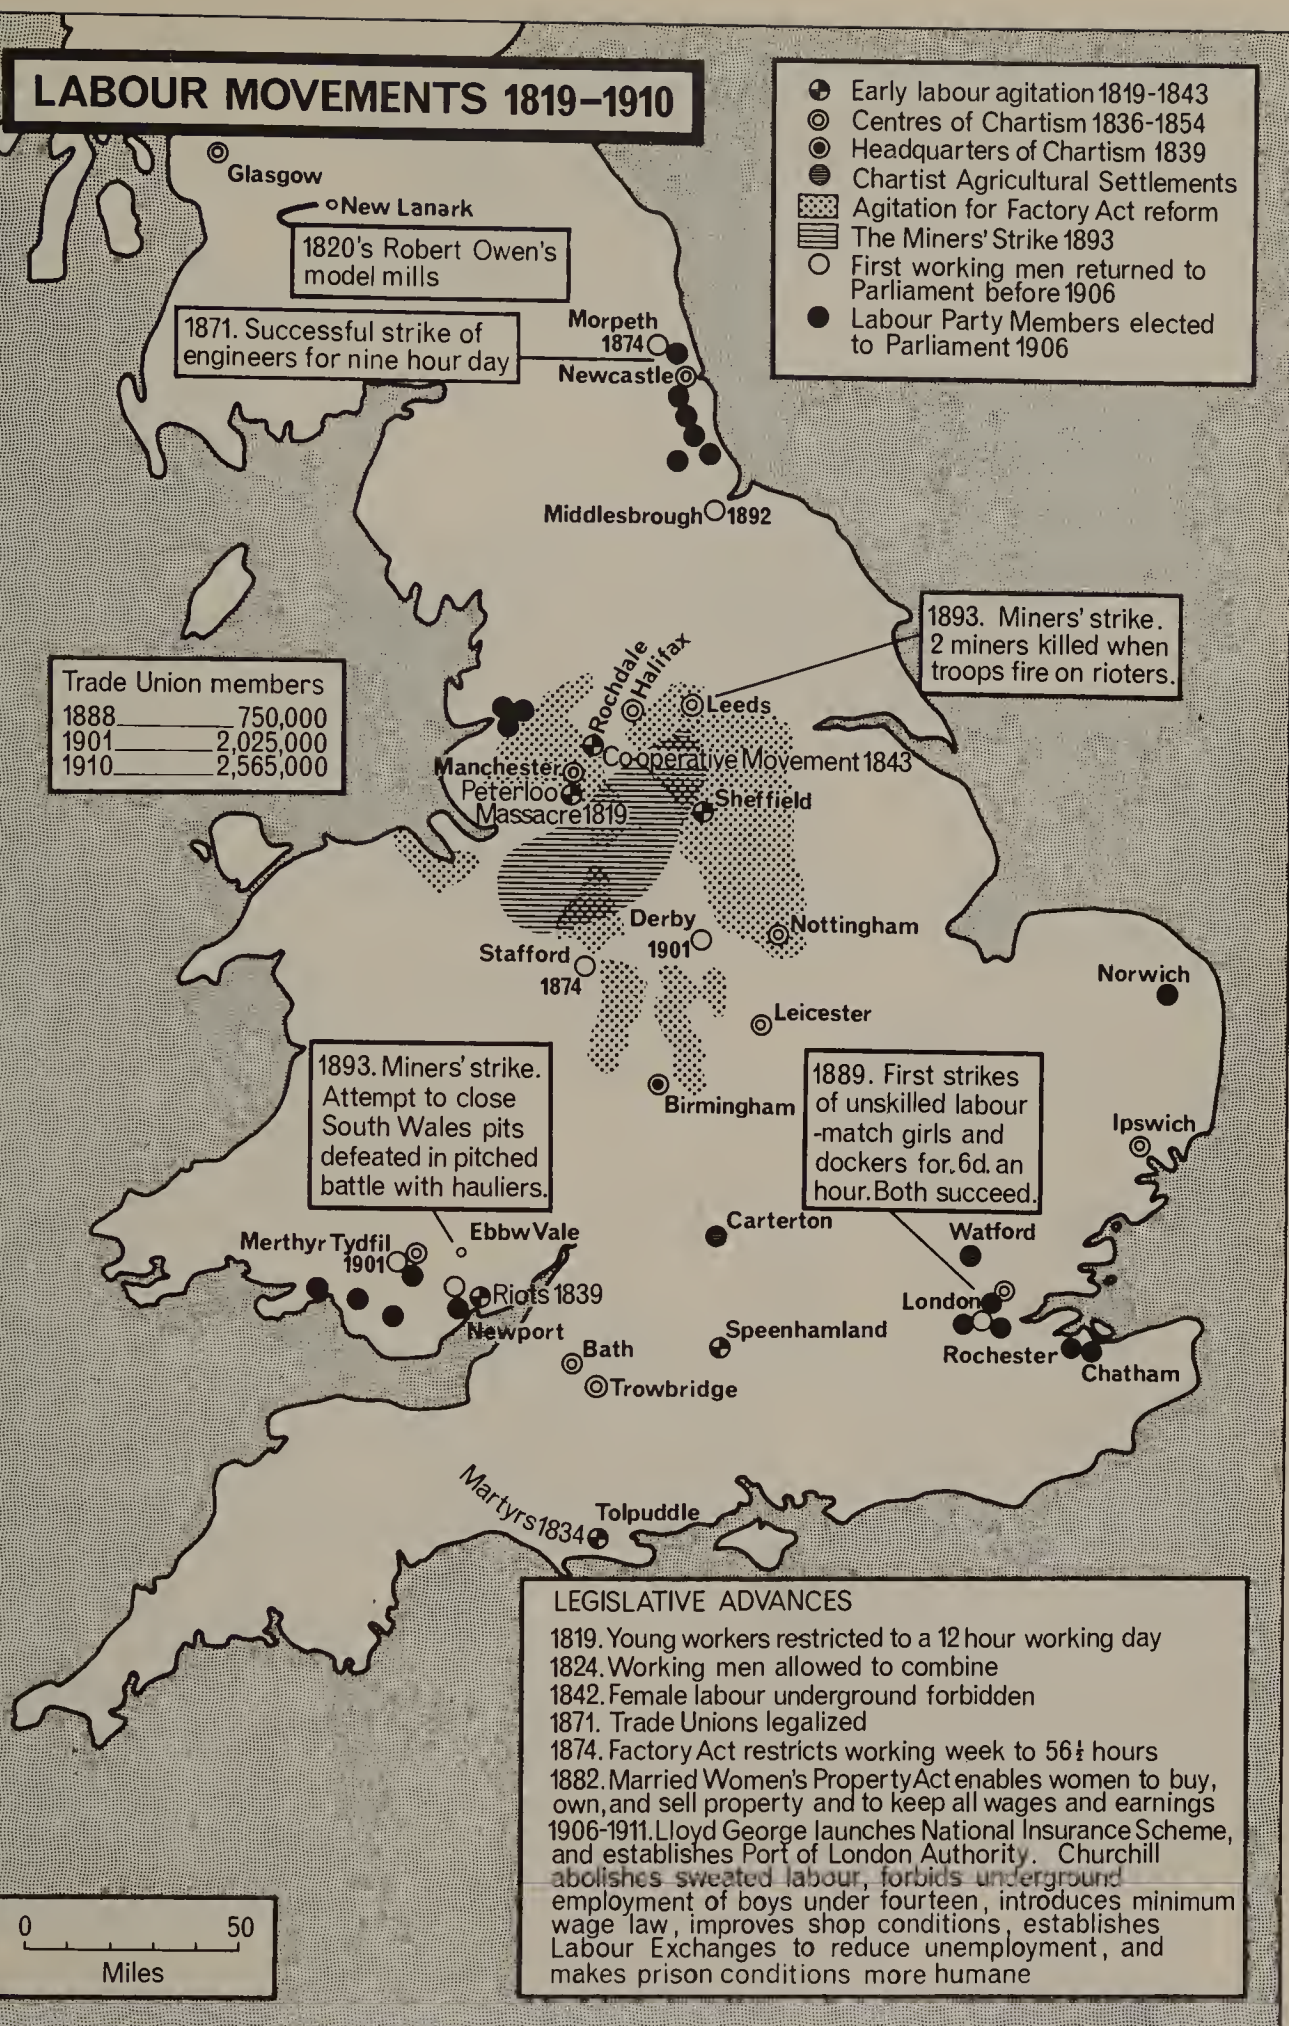 LABOUR MOVEMENTS 1819–1910
Early labour agitation 1819-1843
Centres of Chartism 1836-1854
Headquarters of Chartism 1839
Chartist Agricultural Settlements
Agitation for Factory Act reform
The Miners' Strike 1893
First working men returned to
Parliament before 1906
Labour Party Members elected
to Parliament 1906
Glasgow
New Lanark
1820's Robert Owen's
model mills
1871. Successful strike of
engineers for nine hour day
Morpeth
1874
Newcastle
Middlesbrough 1892
1893. Miners' strike.
2 miners killed when
troops fire on rioters.
Trade Union members
1888 750,000
1901 2,025,000
1910 2,565,000
Rochdale
Halifax
Leeds
Cooperative Movement 1843
Manchester
Peterloo
Massacre 1819
Sheffield
Derby
1901
Nottingham
Stafford
1874
Norwich
Leicester
1893. Miners' strike.
Attempt to close
South Wales pits
defeated in pitched
battle with hauliers.
Birmingham
1889. First strikes
of unskilled labour
-match girls and
dockers for.6d. an
hour. Both succeed.
Ipswich
Carterton
Watford
Ebbw Vale
Merthyr Tydfil
1901
Riots 1839
Newport
London
Speenhamland
Rochester
Chatham
Bath
Trowbridge
Martyrs 1834
Tolpuddle
LEGISLATIVE ADVANCES
1819. Young workers restricted to a 12 hour working day
1824. Working men allowed to combine
1842. Female labour underground forbidden
1871. Trade Unions legalized
1874. Factory Act restricts working week to 56½ hours
1882. Married Women's Property Act enables women to buy,
own, and sell property and to keep all wages and earnings
1906-1911. Lloyd George launches National Insurance Scheme,
and establishes Port of London Authority. Churchill
abolishes sweated labour, forbids underground
employment of boys under fourteen, introduces minimum
wage law, improves shop conditions, establishes
Labour Exchanges to reduce unemployment, and
makes prison conditions more humane
0 50
Miles